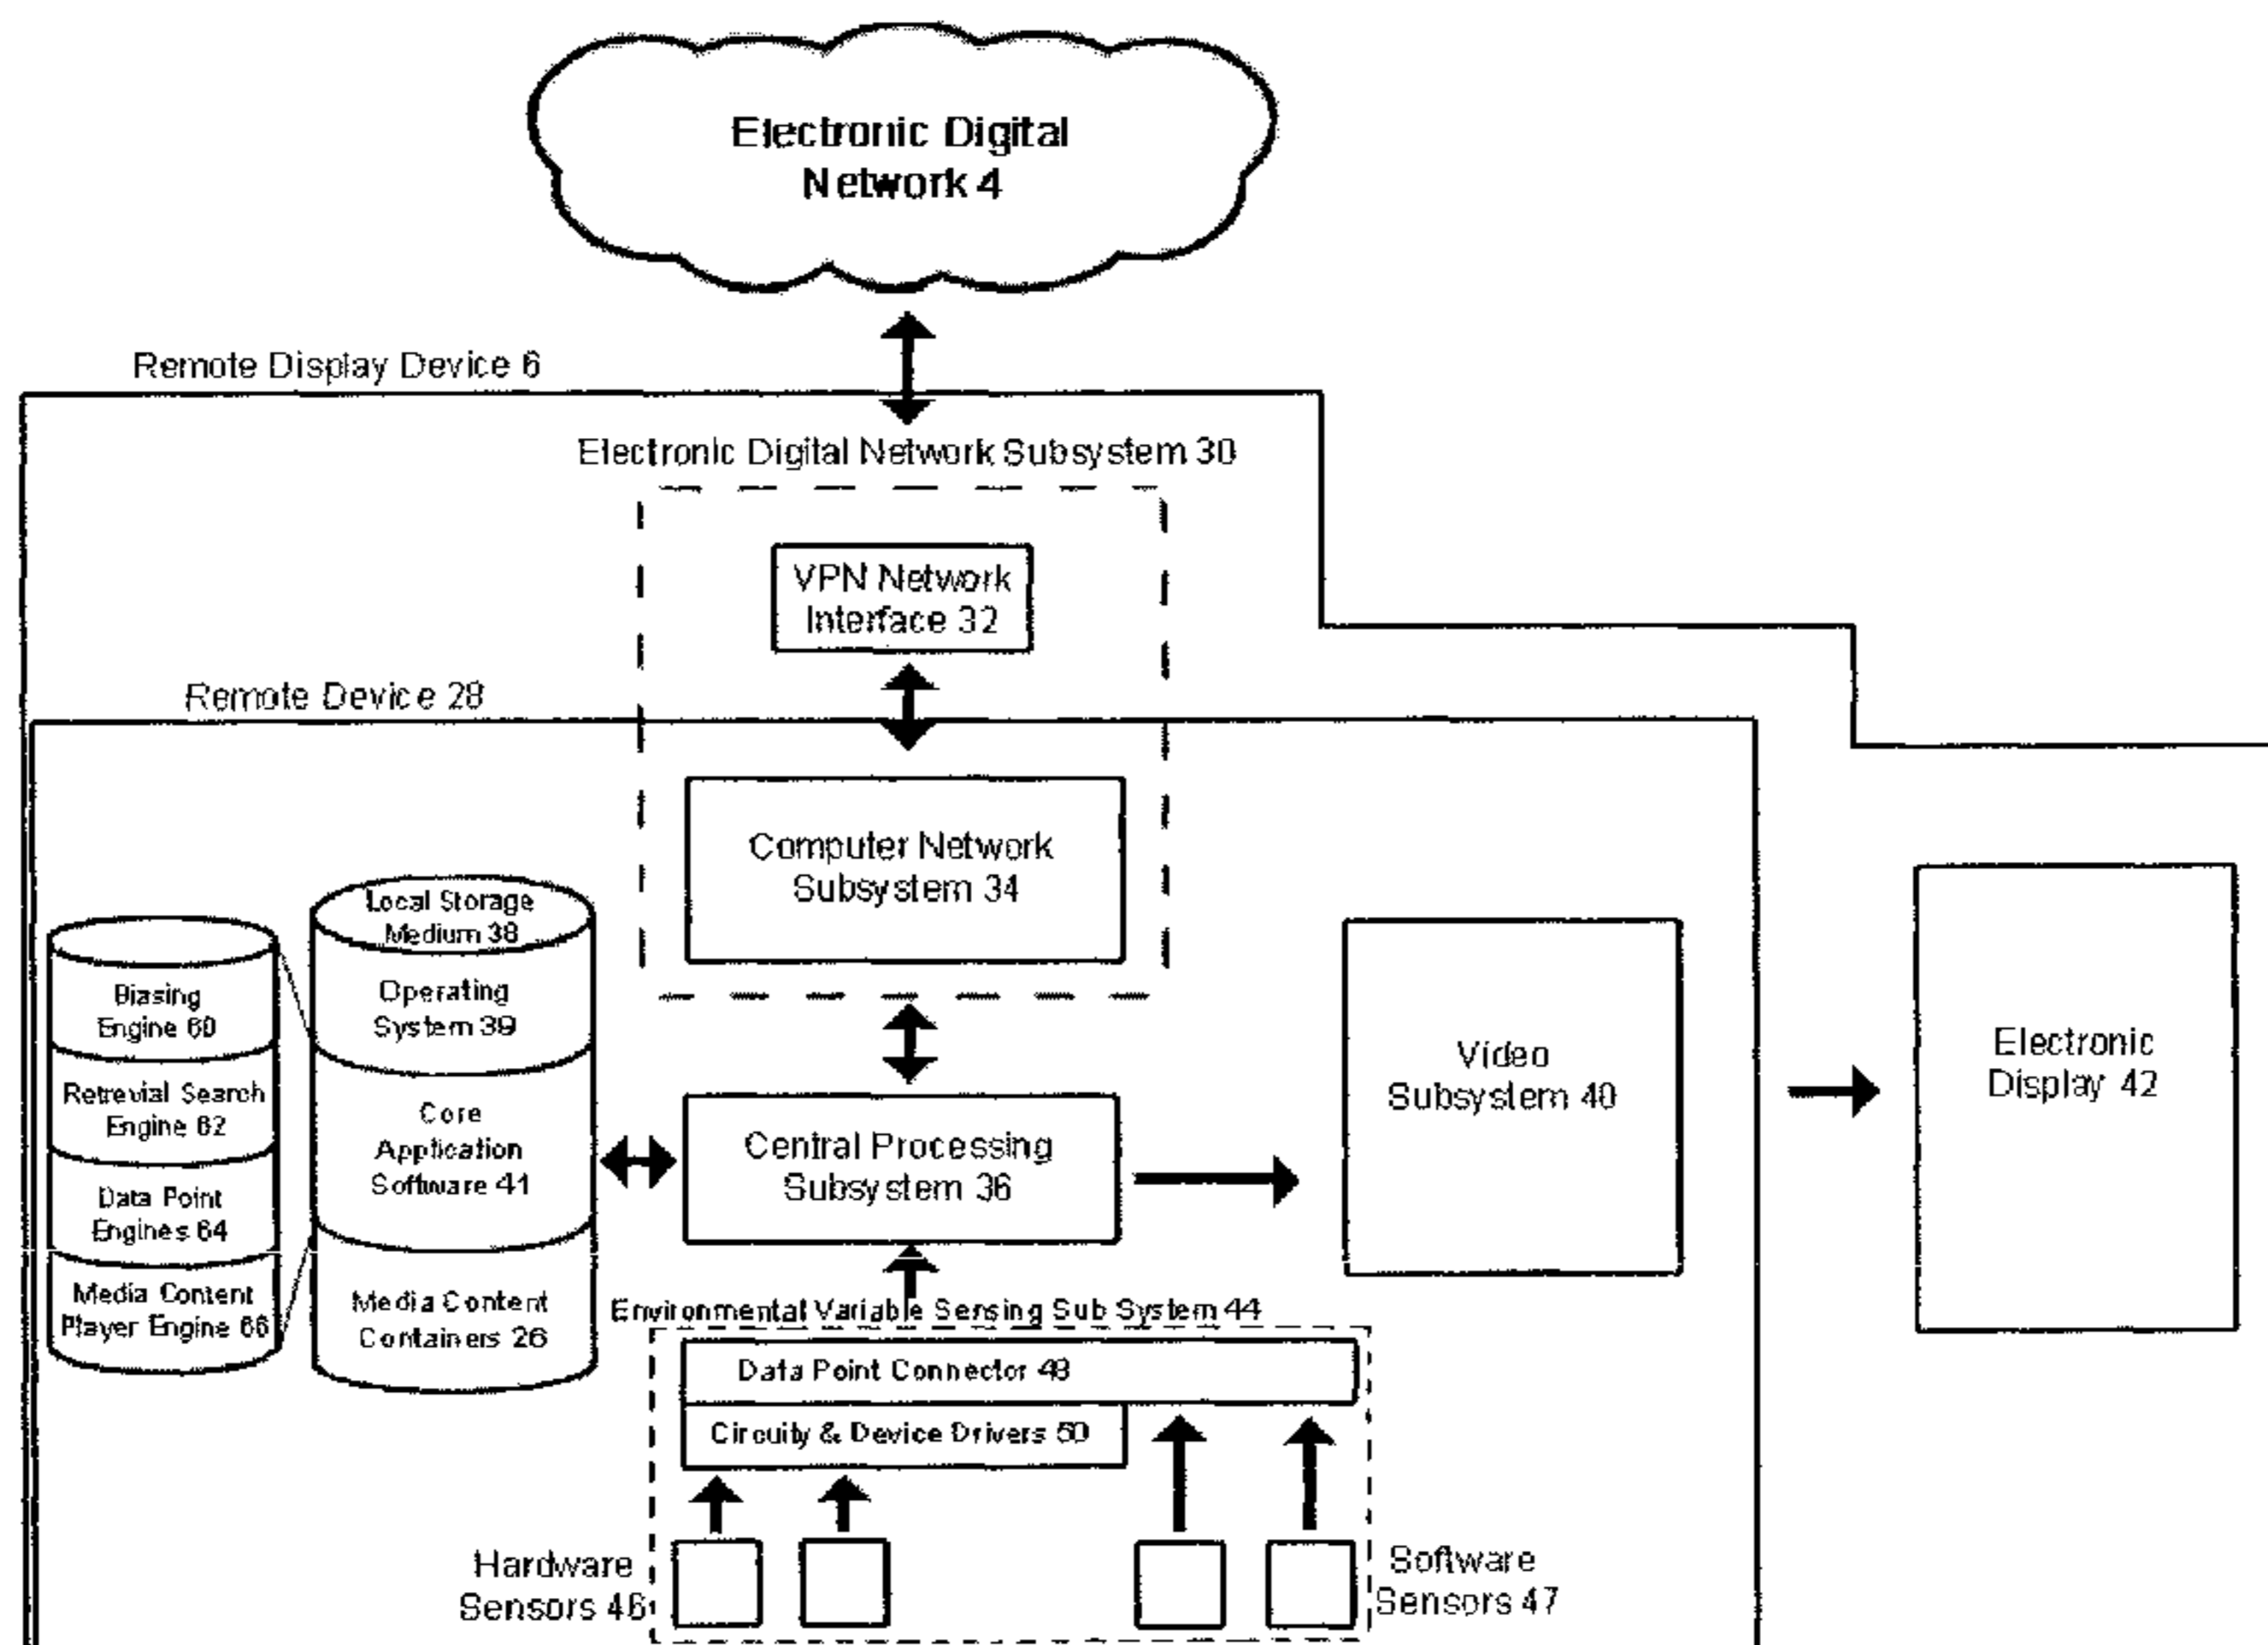 Electronic Digital
Network 4
Remote Display Device 6
Electronic Digital Network Subsystem 30
VPN Network
Interface 32
Remote Device 28
Computer Network
Subsystem 34
Local Storage
Medium 38
Operating
System 39
Core
Application
Software 41
Media Content
Containers 26
Biasing
Engine 60
Retrevial Search
Engine 62
Data Point
Engines 64
Media Content
Player Engine 66
Central Processing
Subsystem 36
Video
Subsystem 40
Electronic
Display 42
Environmental Variable Sensing Sub System 44
Data Point Connector 48
Circuity & Device Drivers 50
Hardware
Sensors 46
Software
Sensors 47